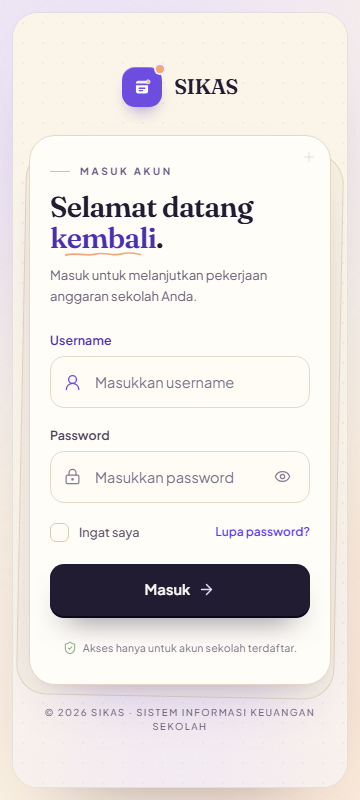 SIKAS
MASUK AKUN
Selamat datang
kembali.
Masuk untuk melanjutkan pekerjaan
anggaran sekolah Anda.
Username
Masukkan username
Password
Masukkan password
Ingat saya
Lupa password?
Masuk →
Akses hanya untuk akun sekolah terdaftar.
© 2026 SIKAS · SISTEM INFORMASI KEUANGAN
SEKOLAH